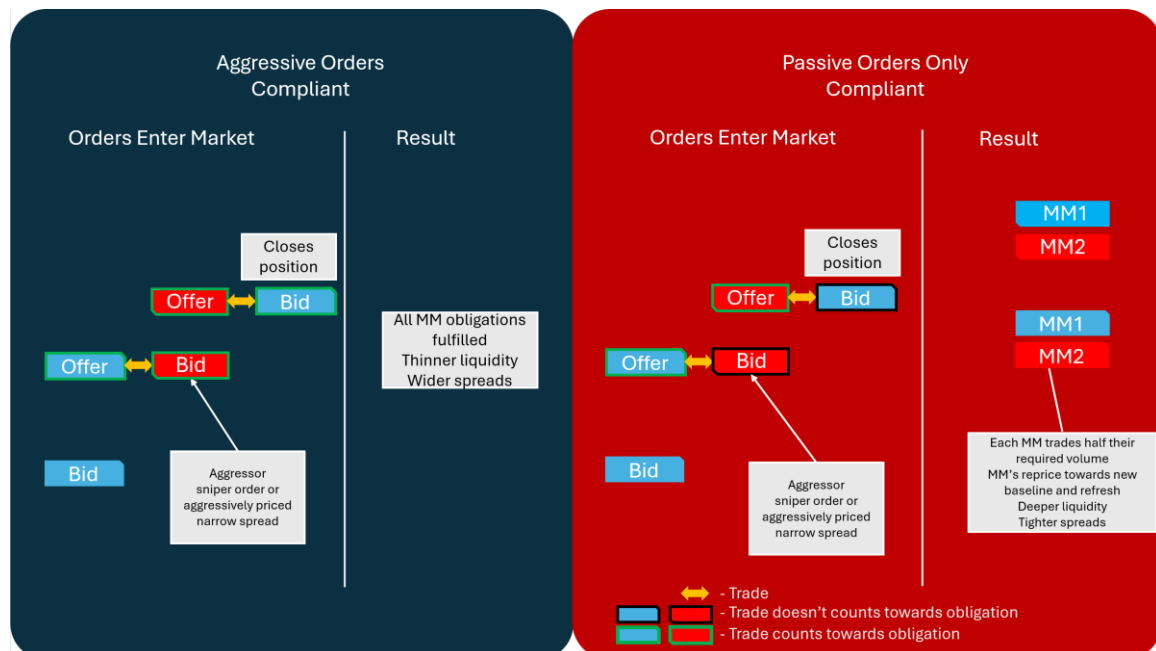 Aggressive Orders
Compliant
Orders Enter Market
Result
Closes
position
Offer
Bid
All MM obligations
fulfilled
Thinner liquidity
Wider spreads
Offer
Bid
Bid
Aggressor
sniper order or
aggressively priced
narrow spread
Passive Orders Only
Compliant
Orders Enter Market
Result
MM1
MM2
Closes
position
Offer
Bid
MM1
MM2
Offer
Bid
Bid
Aggressor
sniper order or
aggressively priced
narrow spread
Each MM trades half their
required volume
MM's reprice towards new
baseline and refresh
Deeper liquidity
Tighter spreads
- Trade
- Trade doesn't counts towards obligation
- Trade counts towards obligation